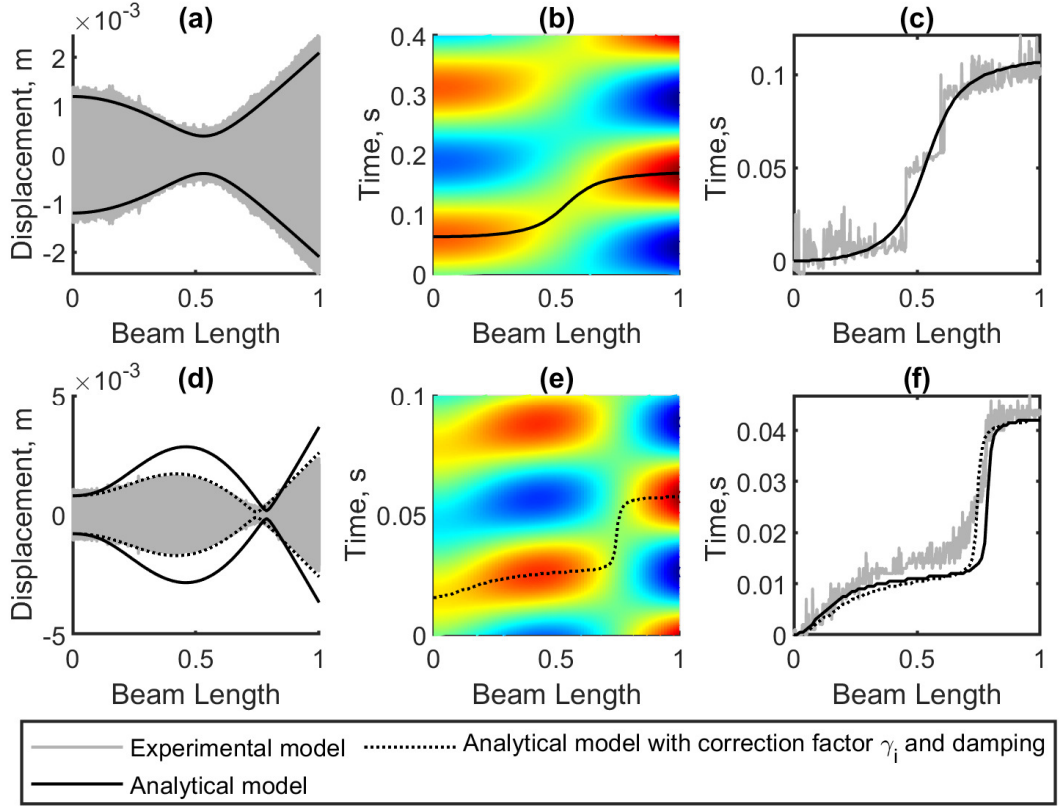 (a)
×10-3
Displacement, m
2
1
0
-1
-2
0
0.5
1
Beam Length
(b)
Time, s
0.4
0.3
0.2
0.1
0
0
0.5
1
Beam Length
(c)
Time,s
0.1
0.05
0
0
0.5
1
Beam Length
(d)
×10-3
Displacement, m
5
0
-5
0
0.5
1
Beam Length
(e)
Time, s
0.1
0.05
0
0
0.5
1
Beam Length
(f)
Time,s
0.04
0.03
0.02
0.01
0
0
0.5
1
Beam Length
Experimental model
Analytical model with correction factor γi and damping
Analytical model